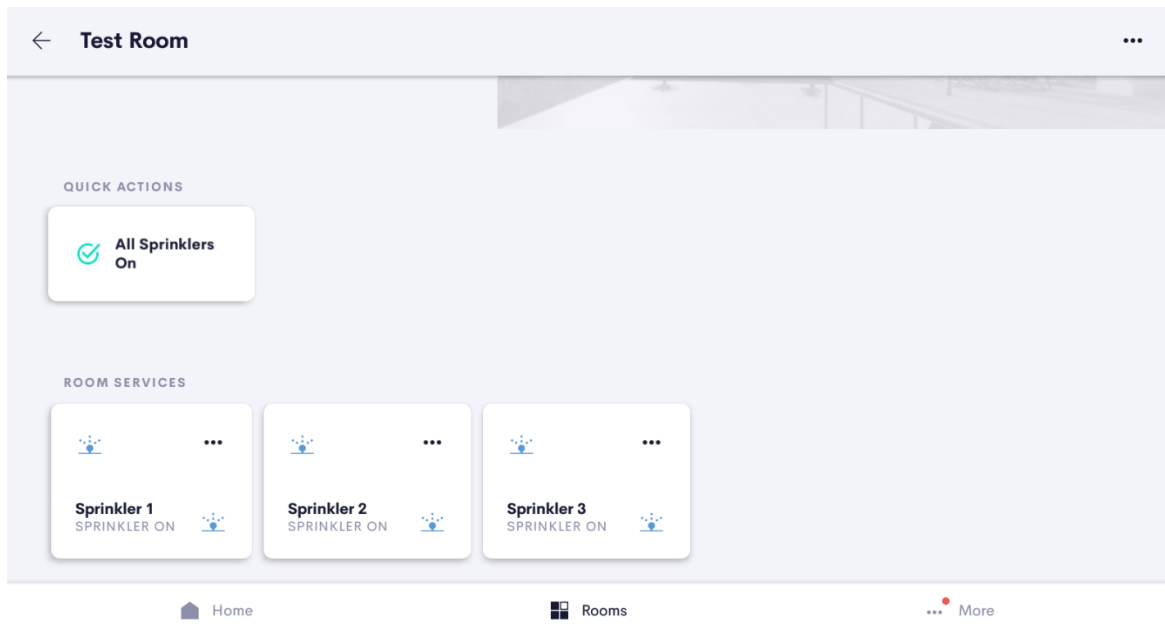 Test Room
QUICK ACTIONS
All Sprinklers
On
ROOM SERVICES
Sprinkler 1
SPRINKLER ON
Sprinkler 2
SPRINKLER ON
Sprinkler 3
SPRINKLER ON
Home
Rooms
More